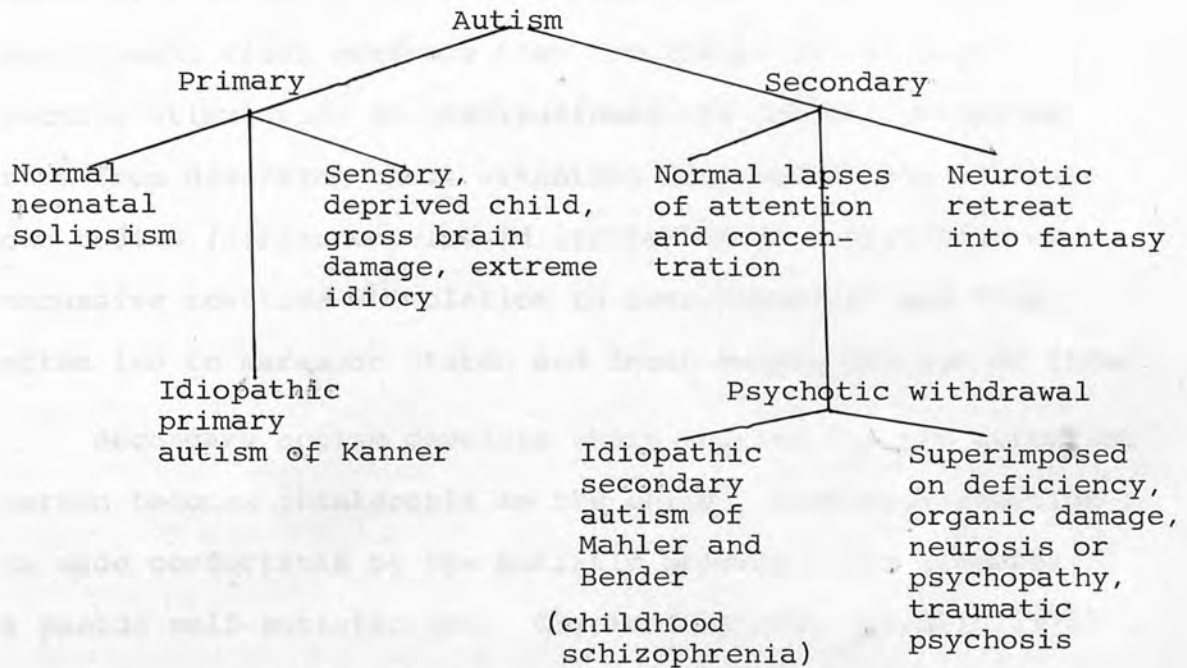 Autism
Primary
Secondary
Normal
neonatal
solipsism
Sensory,
deprived child,
gross brain
damage, extreme
idiocy
Normal lapses
of attention
and concen-
tration
Neurotic
retreat
into fantasy
Idiopathic
primary
autism of Kanner
Psychotic withdrawal
Idiopathic
secondary
autism of
Mahler and
Bender
(childhood
schizophrenia)
Superimposed
on deficiency,
organic damage,
neurosis or
psychopathy,
traumatic
psychosis